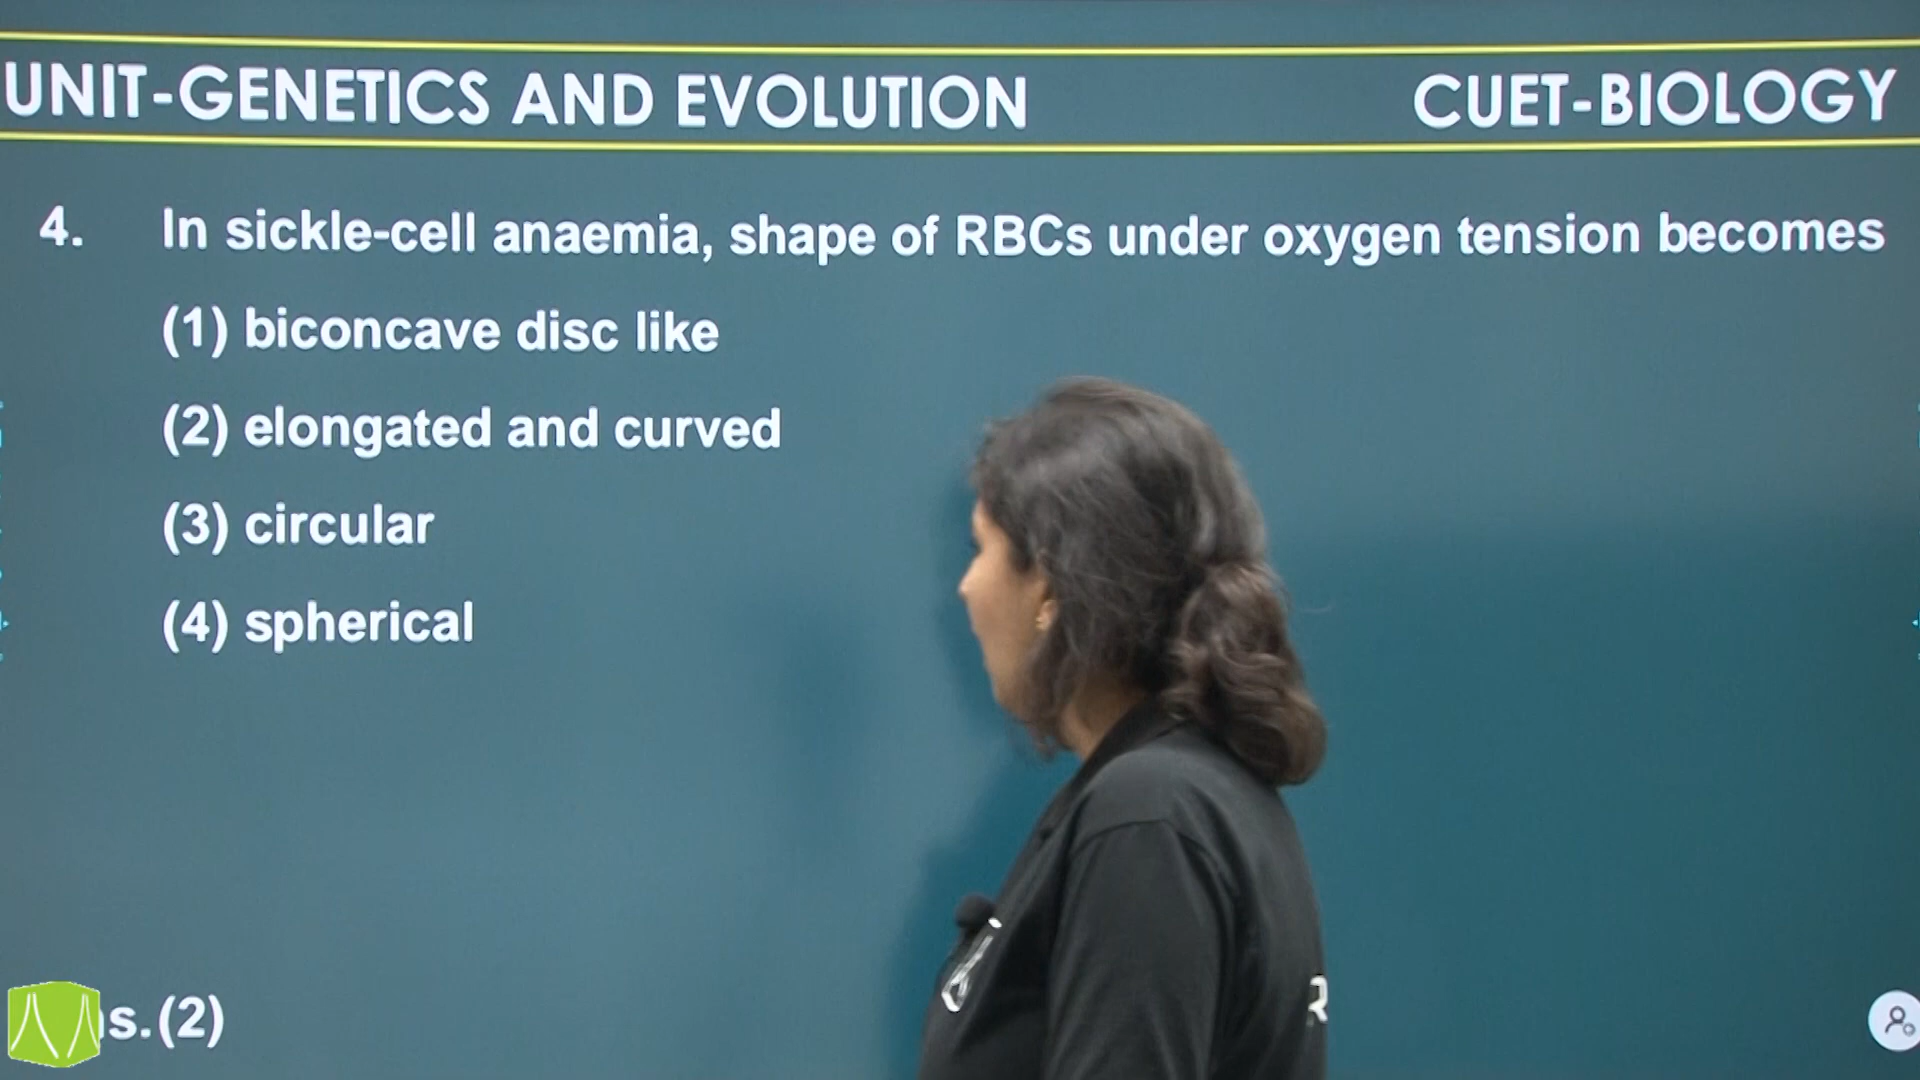 UNIT-GENETICS AND EVOLUTION CUET-BIOLOGY
4. In sickle-cell anaemia, shape of RBCs under oxygen tension becomes
(1) biconcave disc like
(2) elongated and curved
(3) circular
(4) spherical
s.(2)
R